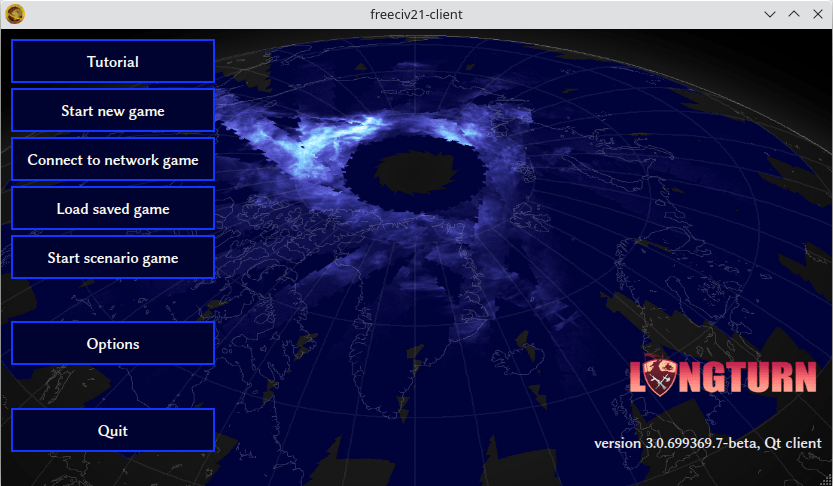 freeciv21-client
Tutorial
Start new game
Connect to network game
Load saved game
Start scenario game
Options
Quit
LONGTURN
version 3.0.699369.7-beta, Qt client